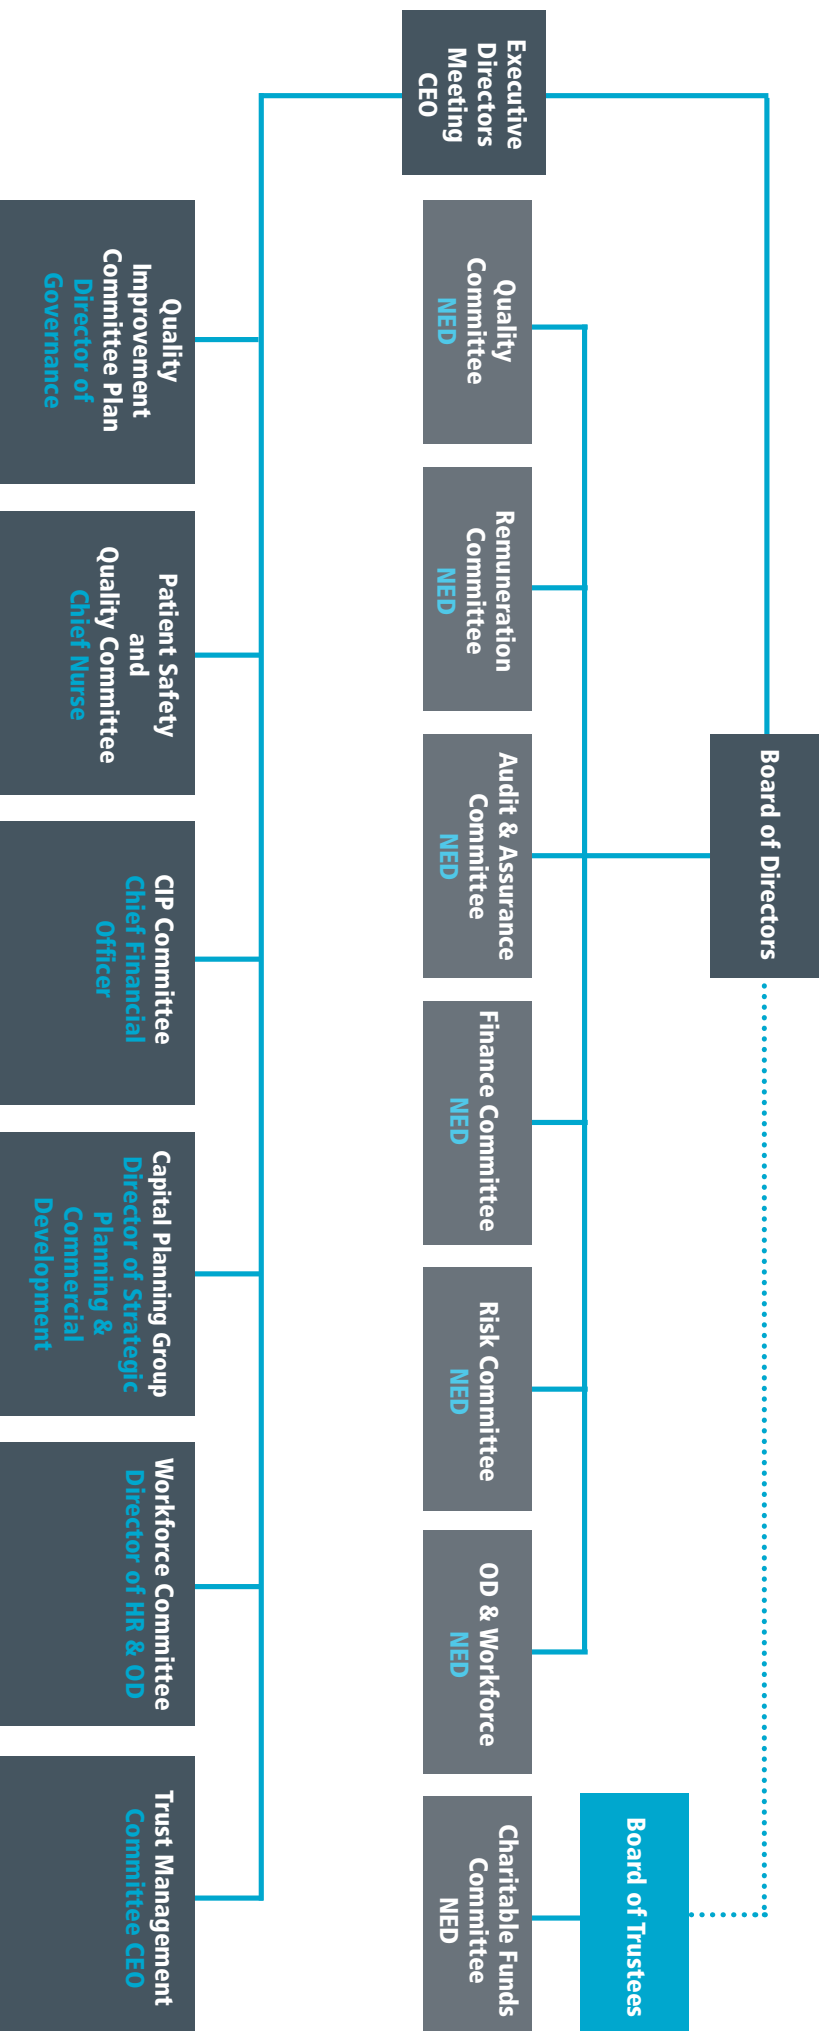 Board of Directors
Board of Trustees
Executive
Directors
Meeting
CEO
Quality
Committee
NED
Remuneration
Committee
NED
Audit & Assurance
Committee
NED
Finance Committee
NED
Risk Committee
NED
OD & Workforce
NED
Charitable Funds
Committee
NED
Quality
Improvement
Committee Plan
Director of
Governance
Patient Safety
and
Quality Committee
Chief Nurse
CIP Committee
Chief Financial
Officer
Capital Planning Group
Director of Strategic
Planning &
Commercial
Development
Workforce Committee
Director of HR & OD
Trust Management
Committee CEO